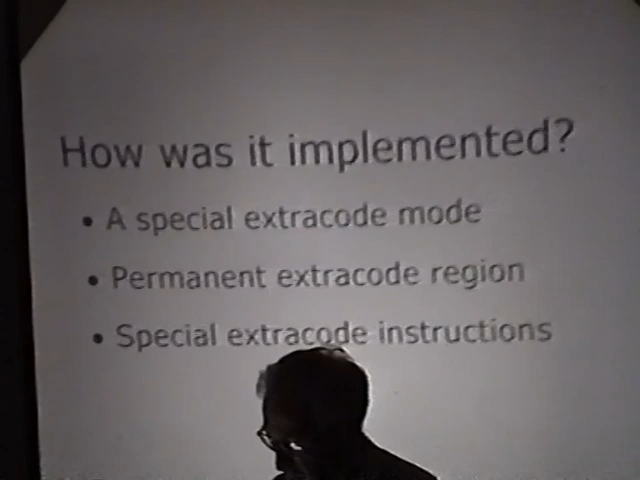 How was it implemented?
• A special extracode mode
• Permanent extracode region
• Special extracode instructions